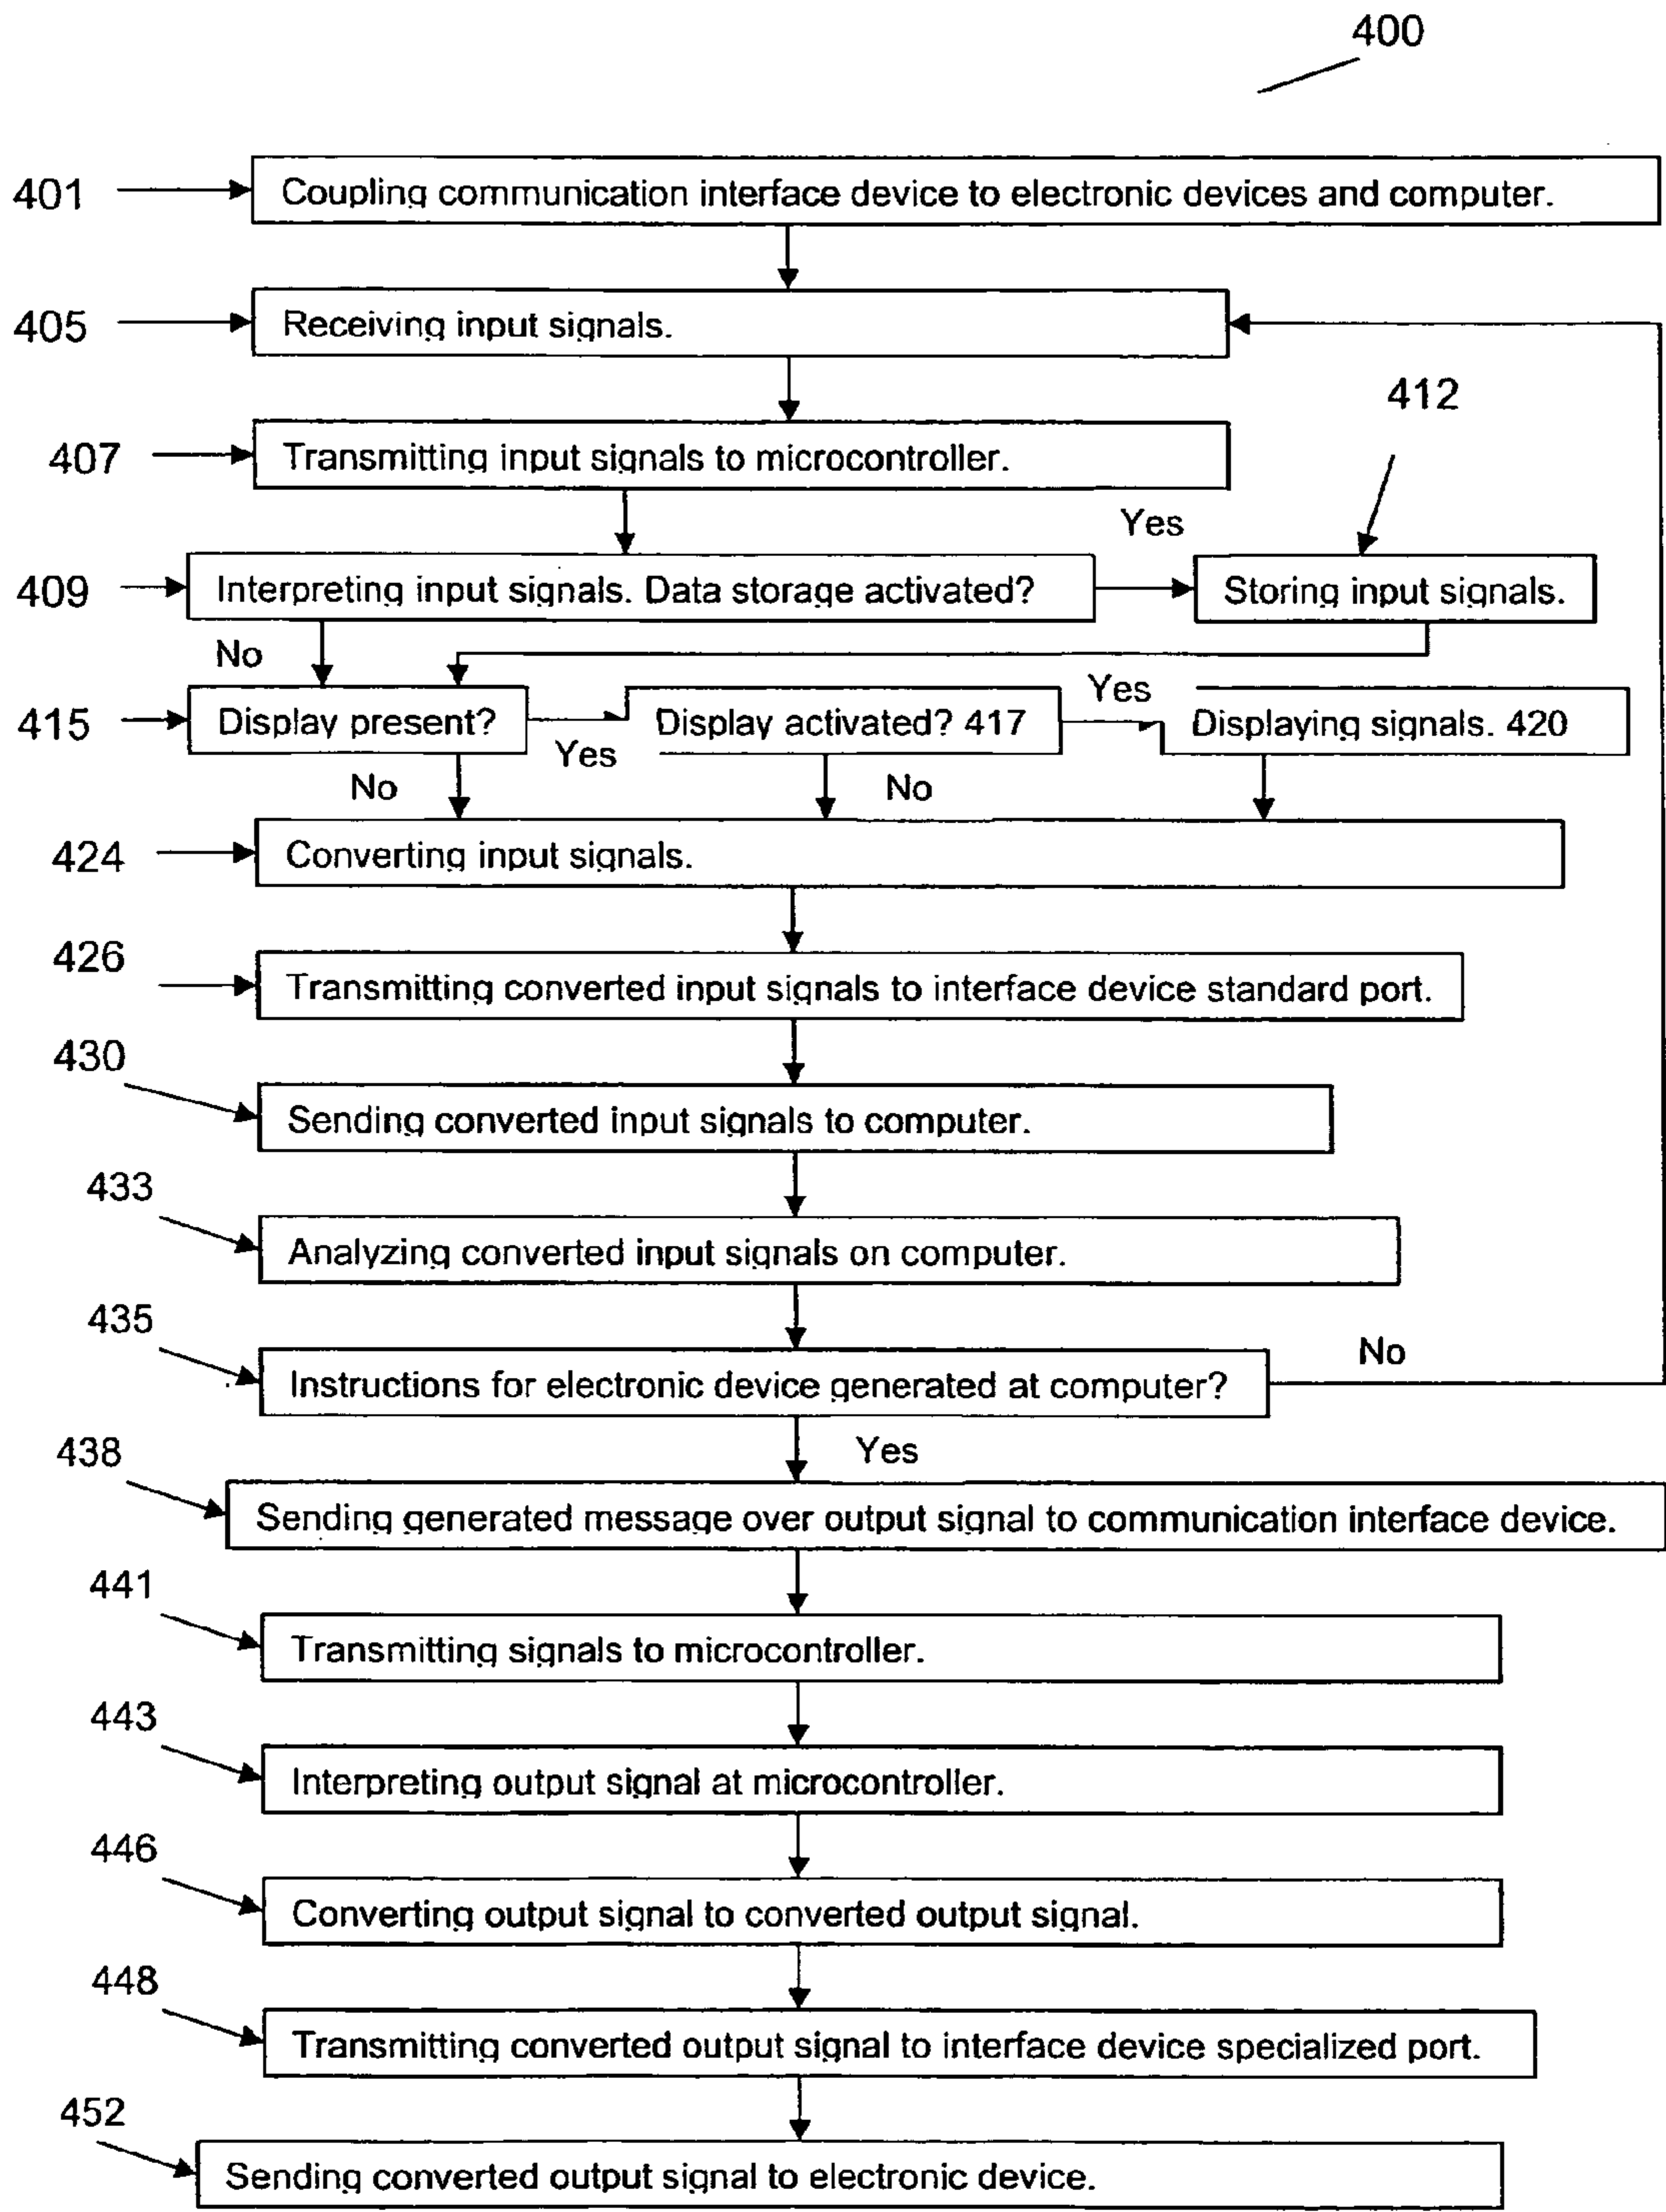 400
401 Coupling communication interface device to electronic devices and computer.
405 Receiving input signals.
412
407 Transmitting input signals to microcontroller.
Yes
409 Interpreting input signals. Data storage activated? Storing input signals.
No
415 Display present? Yes Display activated? 417 Yes Displaying signals. 420
No No
424 Converting input signals.
426 Transmitting converted input signals to interface device standard port.
430 Sending converted input signals to computer.
433 Analyzing converted input signals on computer.
435 Instructions for electronic device generated at computer? No
Yes
438 Sending generated message over output signal to communication interface device.
441 Transmitting signals to microcontroller.
443 Interpreting output signal at microcontroller.
446 Converting output signal to converted output signal.
448 Transmitting converted output signal to interface device specialized port.
452 Sending converted output signal to electronic device.